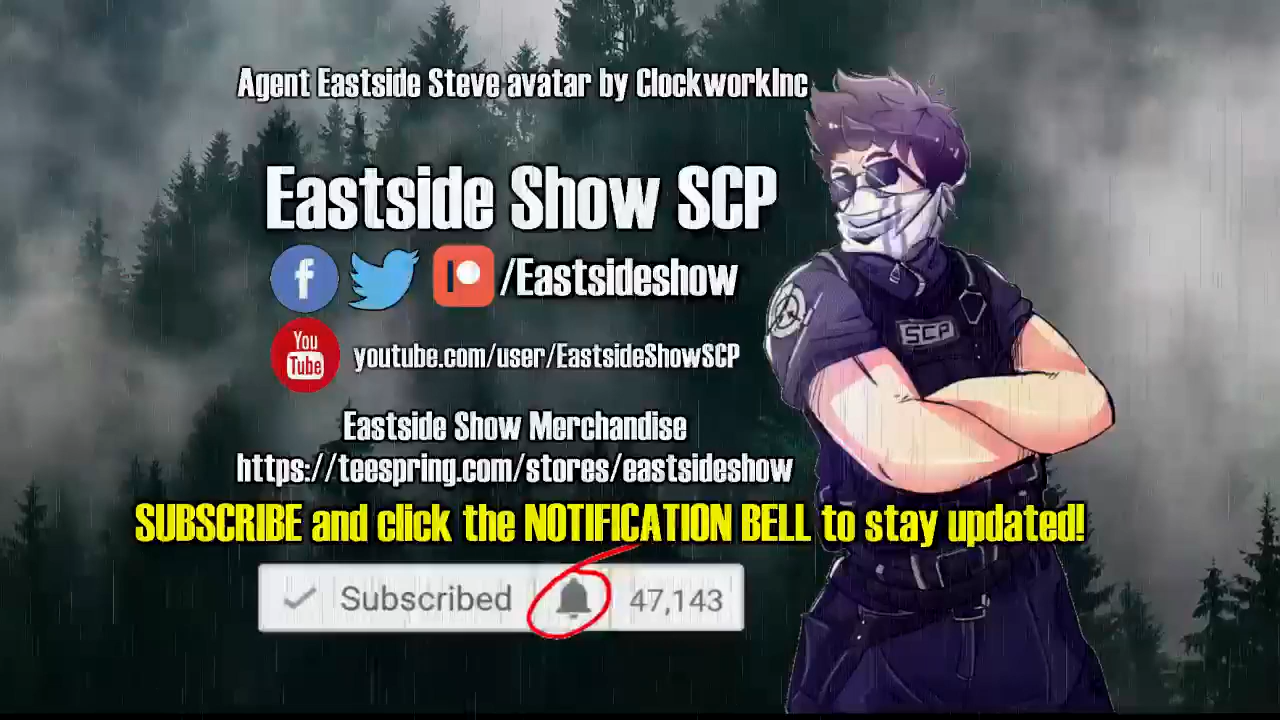 Agent Eastside Steve avatar by ClockworkInc
Eastside Show SCP
f /Eastsideshow
You
Tube
youtube.com/user/EastsideShowSCP
SCP
Eastside Show Merchandise
https://teespring.com/stores/eastsideshow
SUBSCRIBE and click the NOTIFICATION BELL to stay updated!
Subscribed 47,143